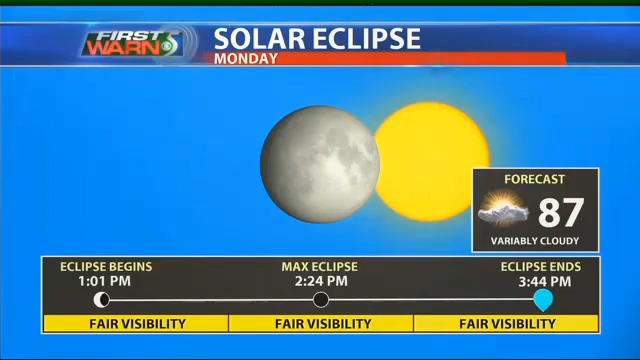 FIRST
WARN 5
SOLAR ECLIPSE
MONDAY
FORECAST
87
VARIABLY CLOUDY
ECLIPSE BEGINS
1:01 PM
MAX ECLIPSE
2:24 PM
ECLIPSE ENDS
3:44 PM
FAIR VISIBILITY
FAIR VISIBILITY
FAIR VISIBILITY